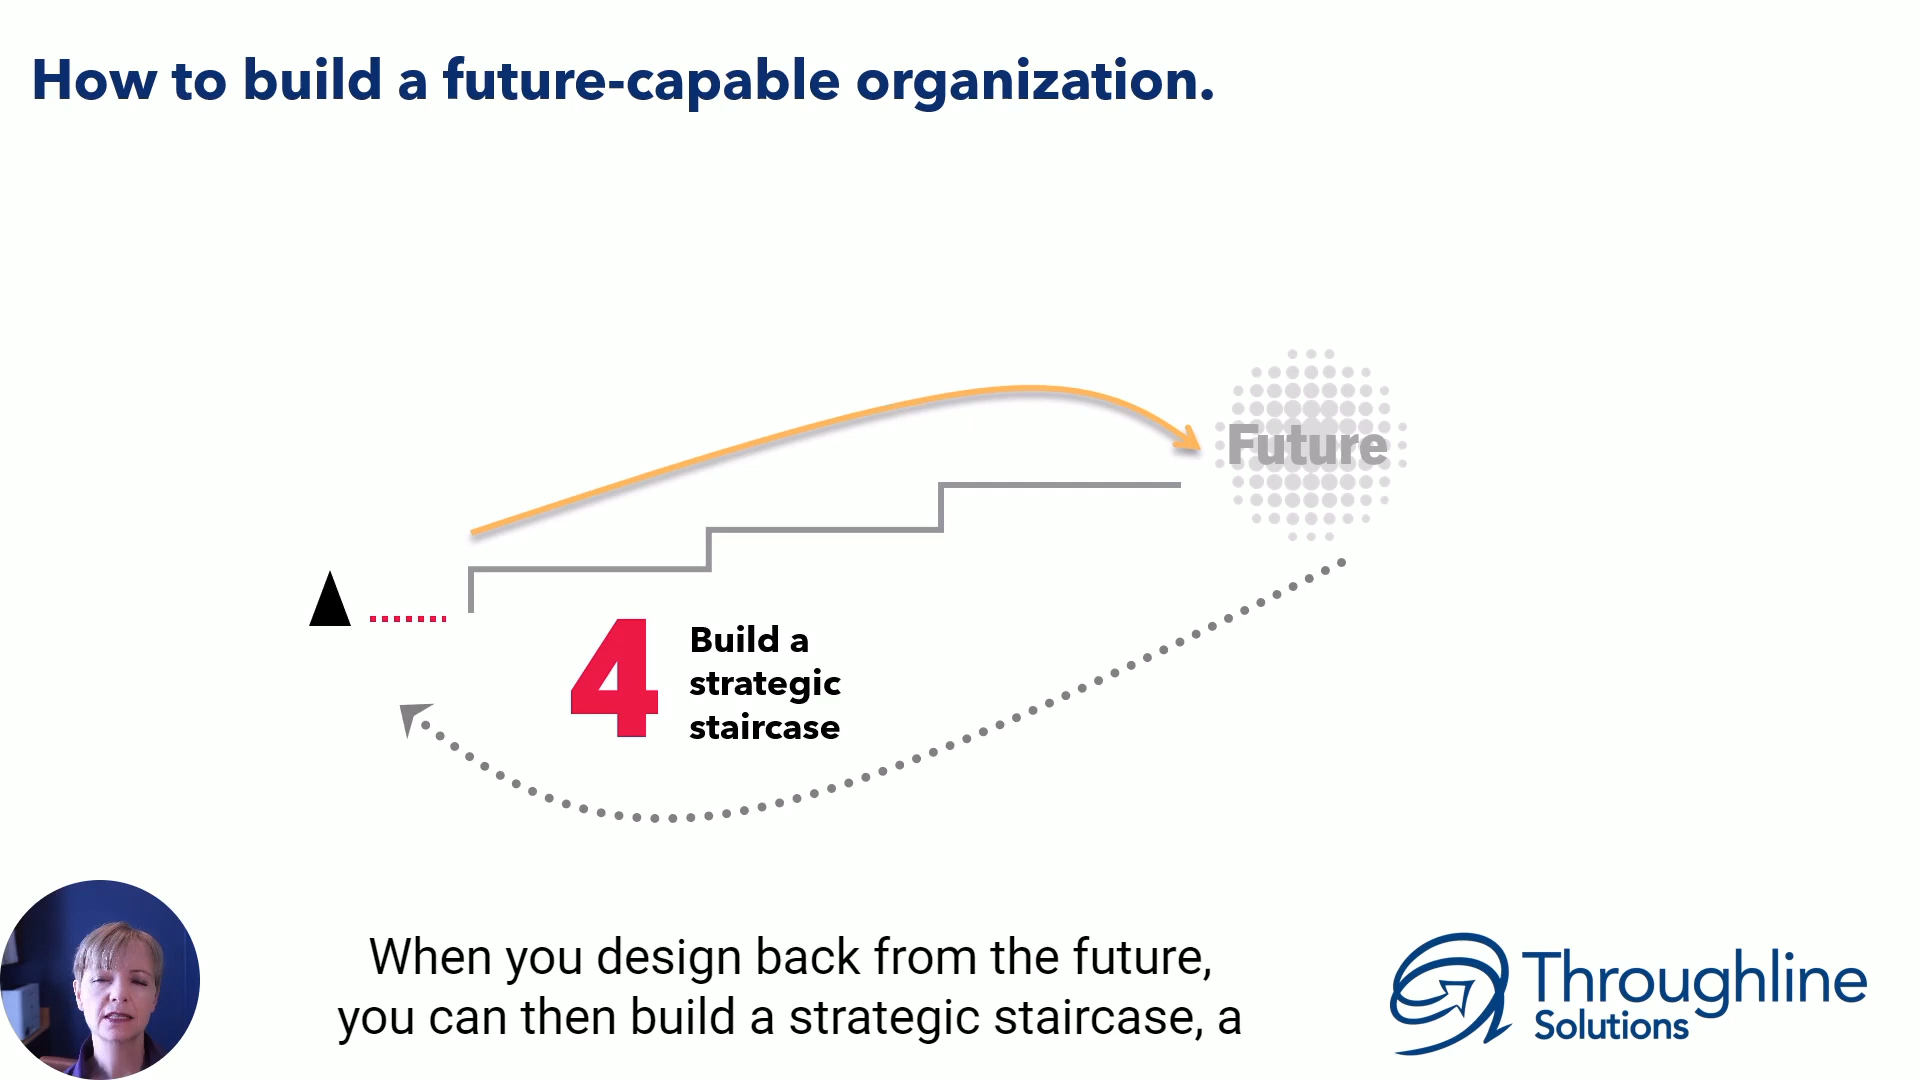 How to build a future-capable organization.
Future
4
Build a
strategic
staircase
When you design back from the future,
you can then build a strategic staircase, a
Throughline
Solutions